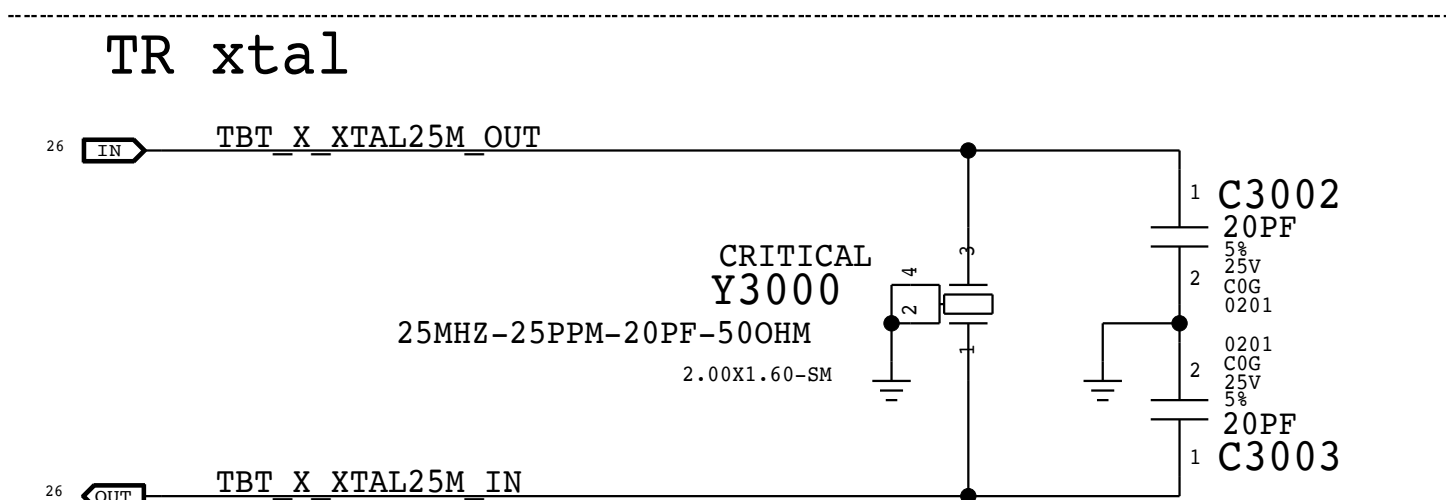 TR xtal
26 IN TBT_X_XTAL25M_OUT
1 C3002
20PF
5%
25V
C0G
0201
2
CRITICAL
Y3000
25MHZ-25PPM-20PF-50OHM
2.00X1.60-SM
4
2
3
1
0201
C0G
25V
5%
20PF
2
1 C3003
26 OUT TBT_X_XTAL25M_IN